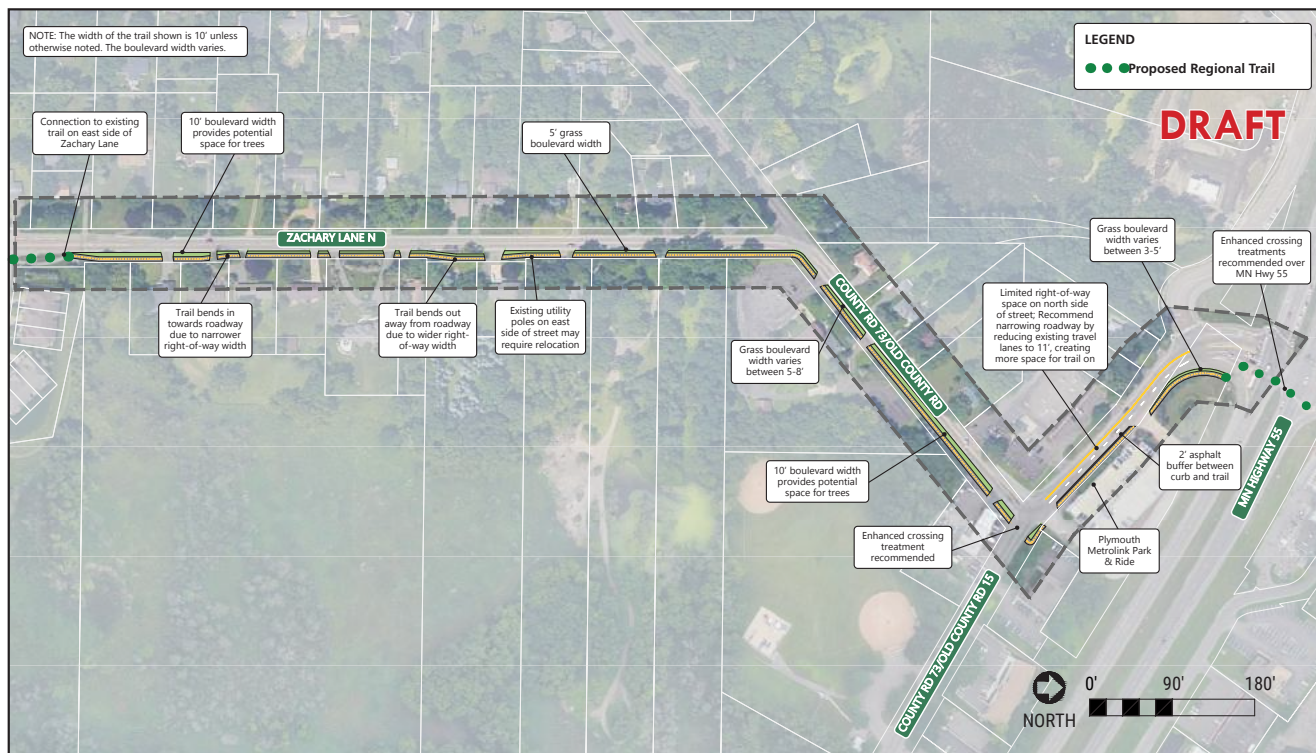 NOTE: The width of the trail shown is 10’ unless
otherwise noted. The boulevard width varies.
LEGEND
Proposed Regional Trail
DRAFT
Connection to existing
trail on east side of
Zachary Lane
10’ boulevard width
provides potential
space for trees
5’ grass
boulevard width
ZACHARY LANE N
Trail bends in
towards roadway
due to narrower
right-of-way width
Trail bends out
away from roadway
due to wider right-
of-way width
Existing utility
poles on east
side of street may
require relocation
Grass boulevard
width varies
between 5-8’
COUNTY RD 73/OLD COUNTY RD
Limited right-of-way
space on north side
of street; Recommend
narrowing roadway by
reducing existing travel
lanes to 11’, creating
more space for trail on
Grass boulevard
width varies
between 3-5’
Enhanced crossing
treatments
recommended over
MN Hwy 55
10’ boulevard width
provides potential
space for trees
Enhanced crossing
treatment
recommended
2’ asphalt
buffer between
curb and trail
Plymouth
Metrolink Park
& Ride
MN HIGHWAY 55
COUNTY RD 73/OLD COUNTY RD 15
NORTH
0' 90' 180'